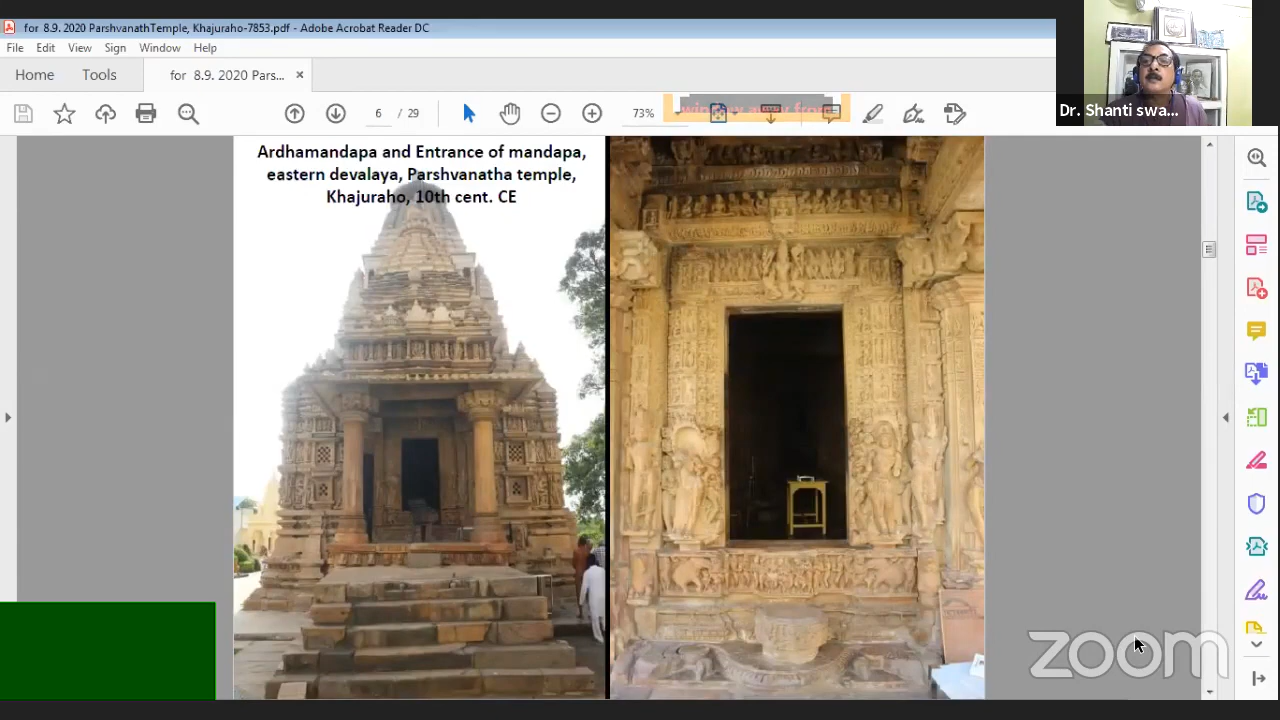 for 8.9. 2020 ParshvanathTemple, Khajuraho-7853.pdf - Adobe Acrobat Reader DC
File Edit View Sign Window Help
Home Tools for 8.9. 2020 Pars... ×
6 / 29 73%
Dr. Shanti swa...
Ardhamandapa and Entrance of mandapa,
eastern devalaya, Parshvanatha temple,
Khajuraho, 10th cent. CE
zoom